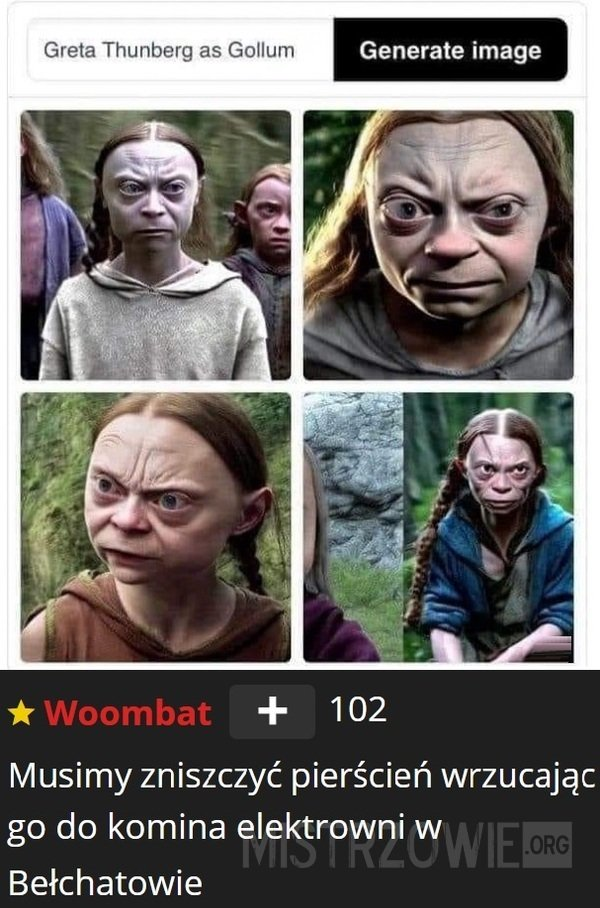 Greta Thunberg as Gollum Generate image
Woombat + 102
Musimy zniszczyć pierścień wrzucając
go do komina elektrowni w
MISTRZOWIE.ORG
Bełchatowie